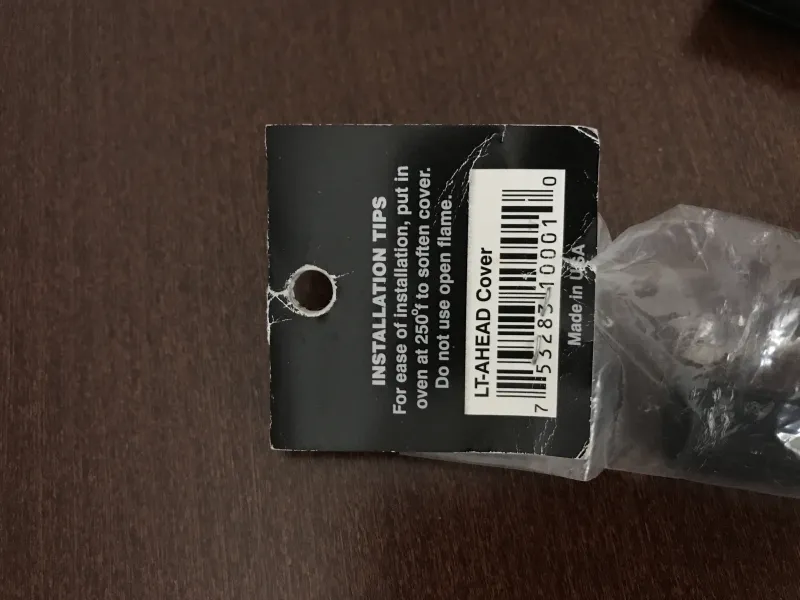 INSTALLATION TIPS
For ease of installation, put in
oven at 250°f to soften cover.
Do not use open flame.
LT-AHEAD Cover
7 53283 10001 0
Made in USA